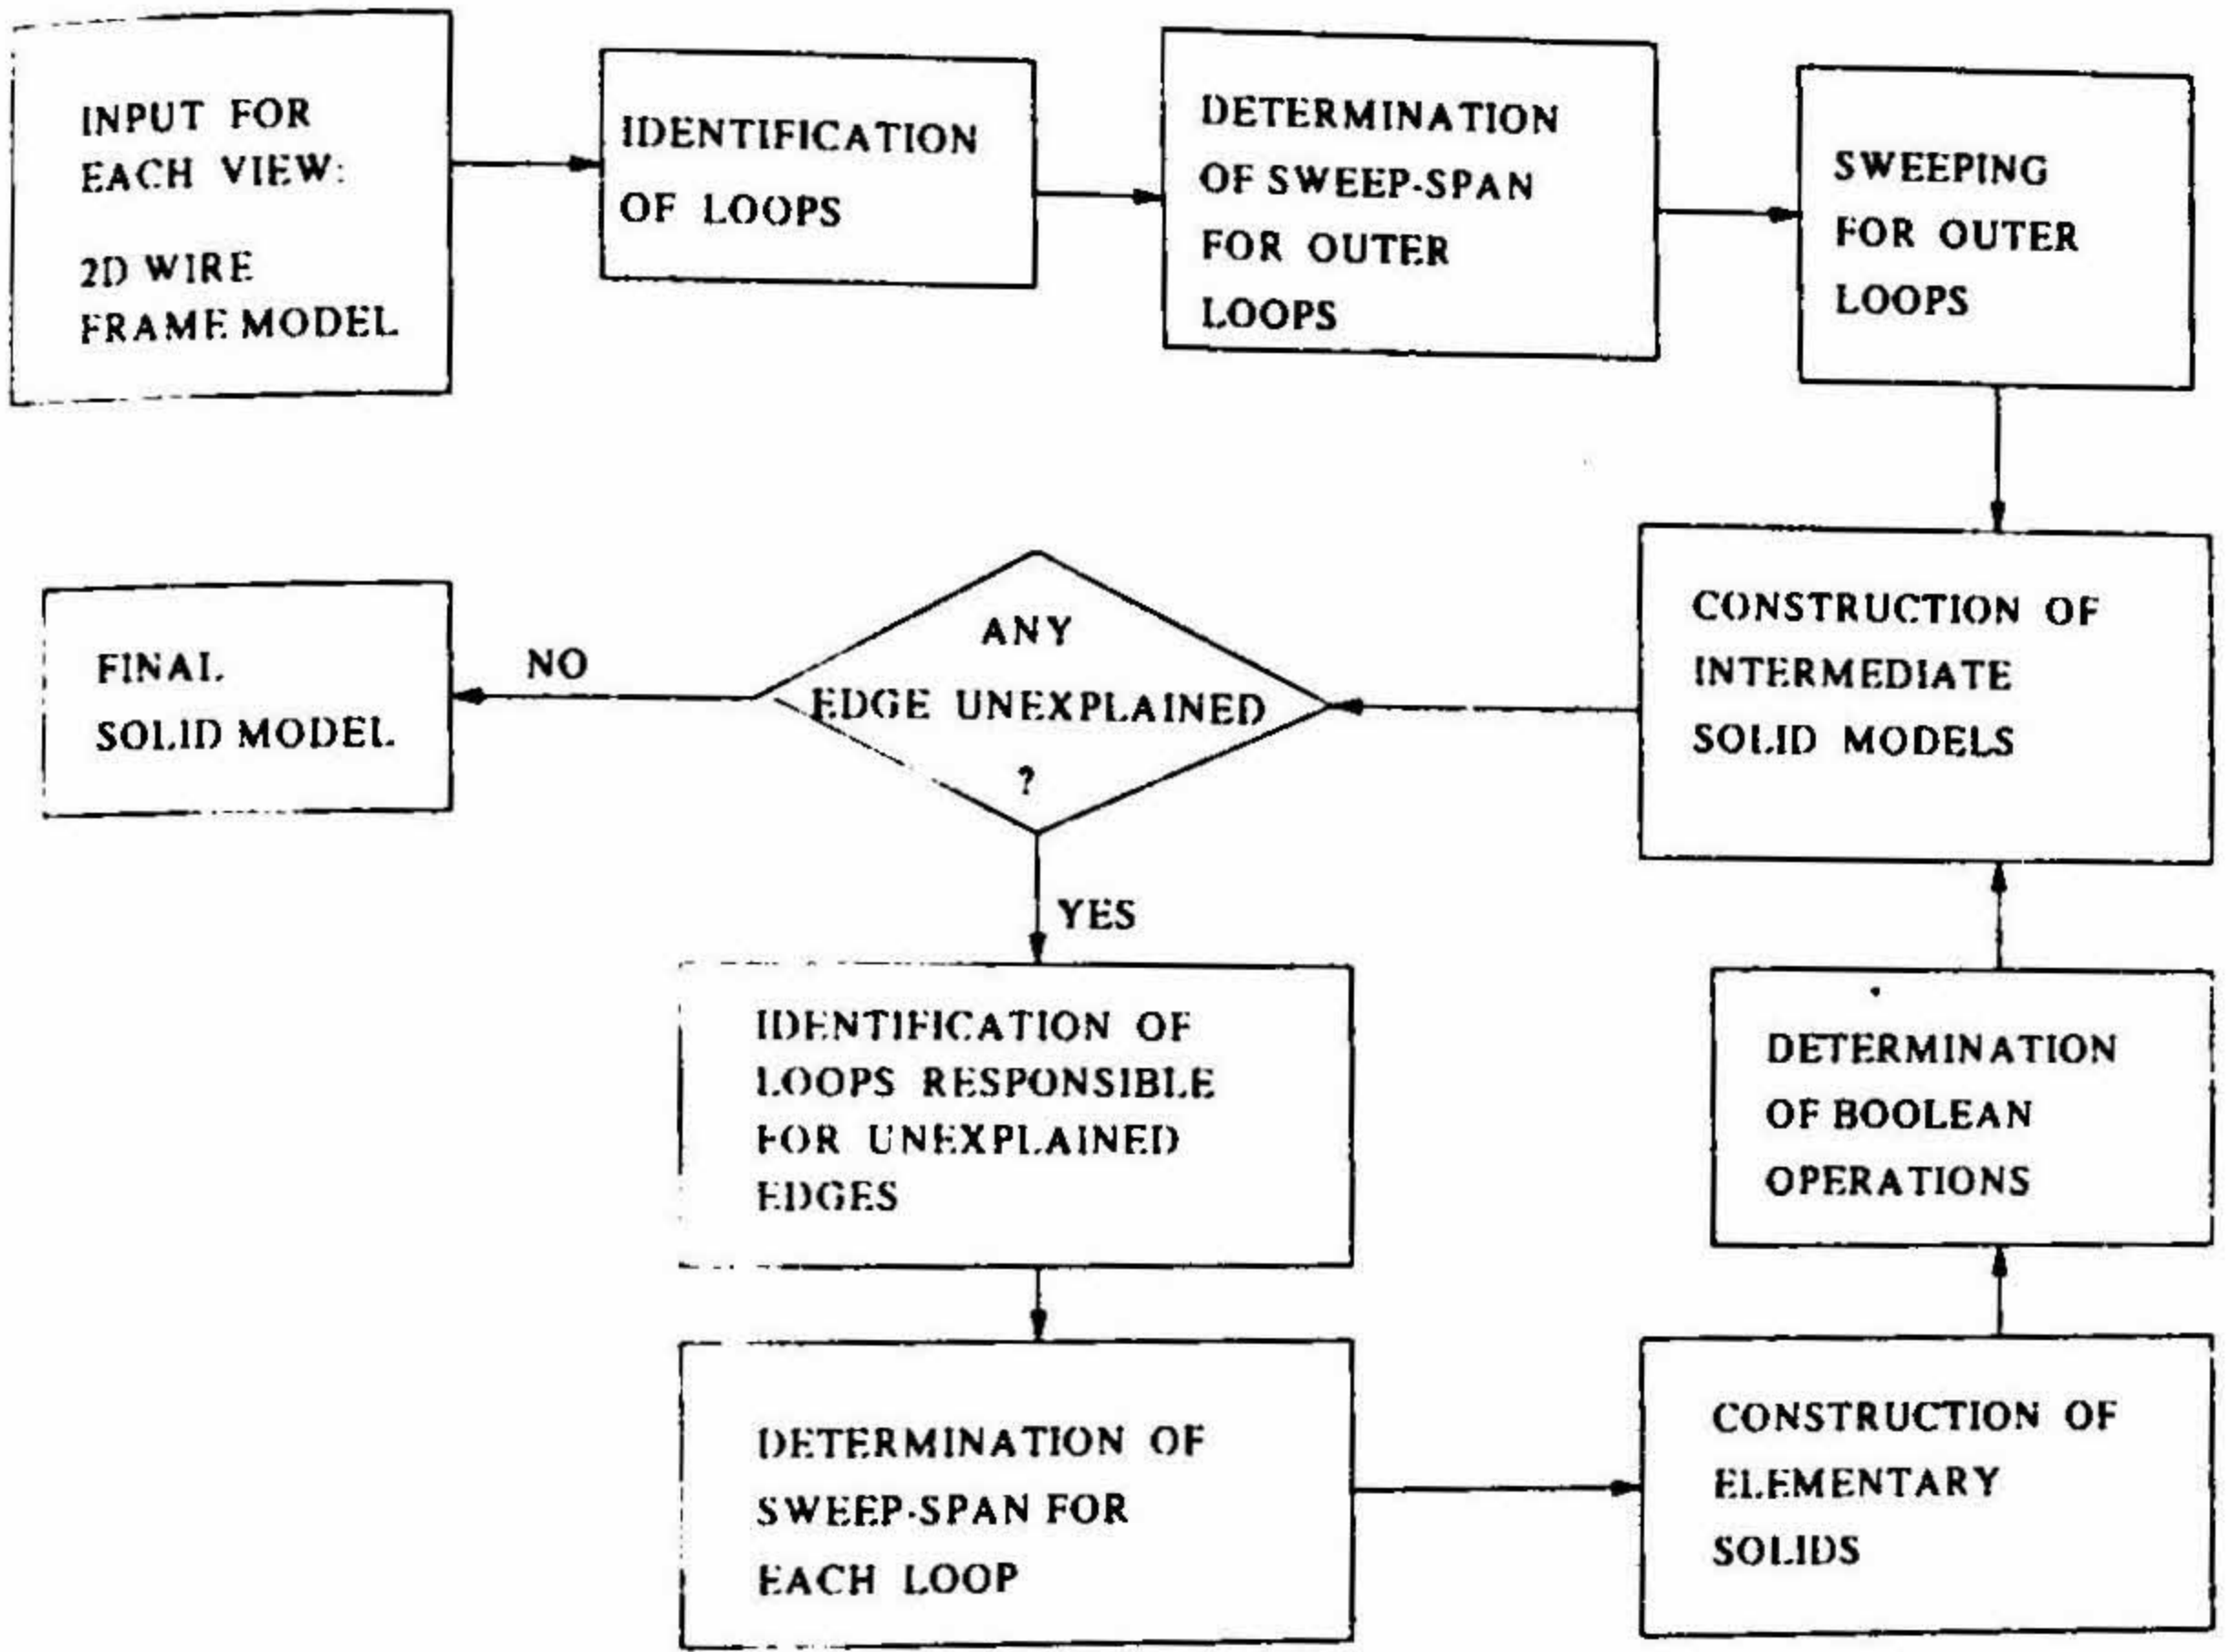 INPUT FOR
EACH VIEW:
2D WIRE
FRAME MODEL
IDENTIFICATION
OF LOOPS
DETERMINATION
OF SWEEP-SPAN
FOR OUTER
LOOPS
SWEEPING
FOR OUTER
LOOPS
CONSTRUCTION OF
INTERMEDIATE
SOLID MODELS
ANY
EDGE UNEXPLAINED
?
NO
FINAL
SOLID MODEL
YES
IDENTIFICATION OF
LOOPS RESPONSIBLE
FOR UNEXPLAINED
EDGES
DETERMINATION OF
SWEEP-SPAN FOR
EACH LOOP
CONSTRUCTION OF
ELEMENTARY
SOLIDS
DETERMINATION
OF BOOLEAN
OPERATIONS